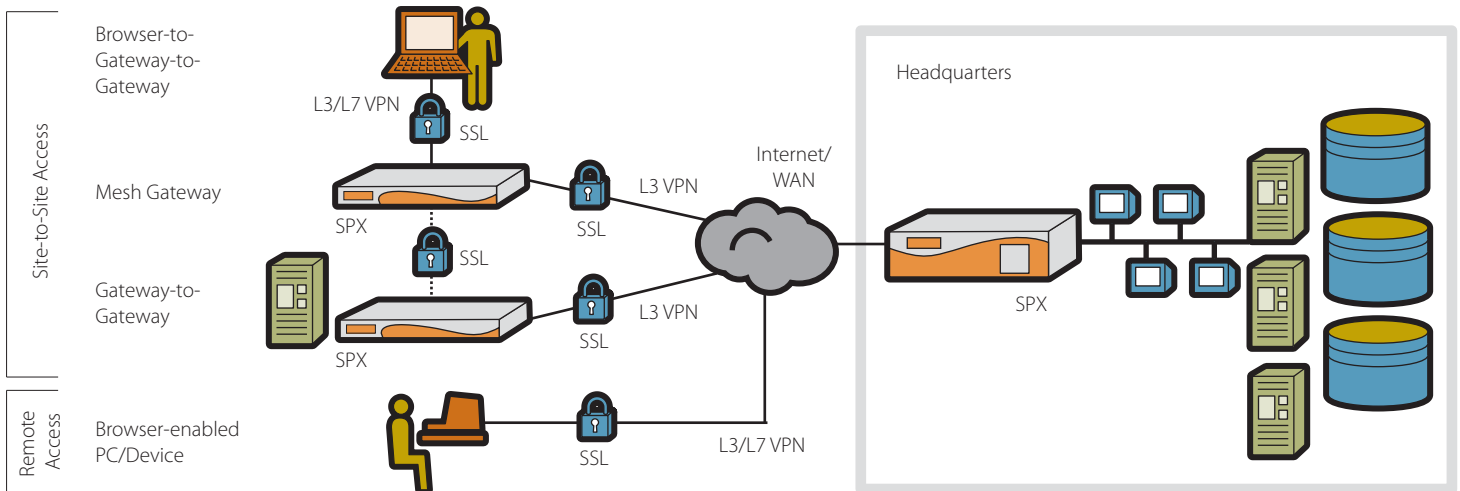 Site-to-Site Access
Browser-to-
Gateway-to-
Gateway
L3/L7 VPN
SSL
Mesh Gateway
SPX
SSL
L3 VPN
SSL
Gateway-to-
Gateway
SPX
L3 VPN
SSL
Internet/
WAN
Headquarters
SPX
Remote
Access
Browser-enabled
PC/Device
SSL
L3/L7 VPN